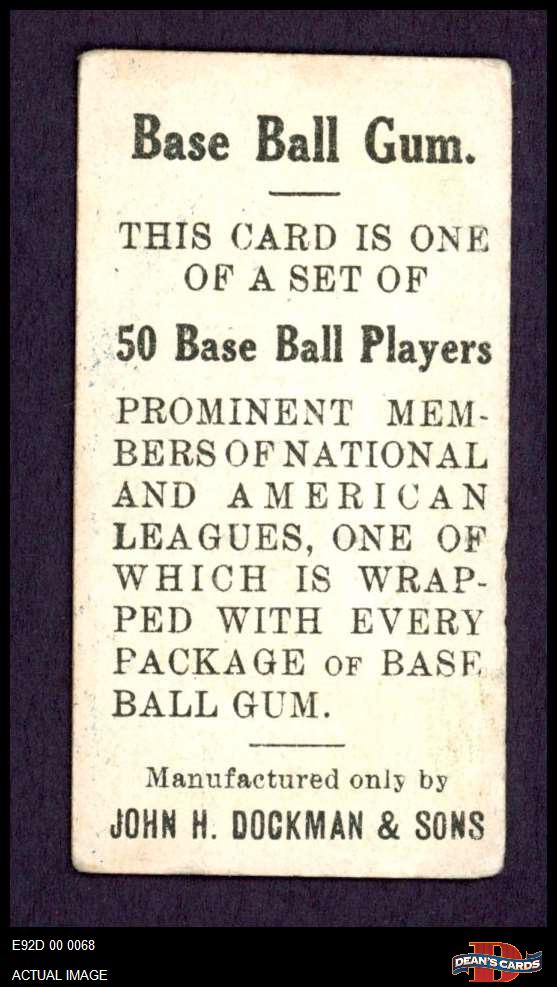 Base Ball Gum.
THIS CARD IS ONE
OF A SET OF
50 Base Ball Players
PROMINENT MEM-
BERS OF NATIONAL
AND AMERICAN
LEAGUES, ONE OF
WHICH IS WRAP-
PED WITH EVERY
PACKAGE OF BASE
BALL GUM.
Manufactured only by
JOHN H. DOCKMAN & SONS
E92D 00 0068
ACTUAL IMAGE
D
DEAN'S CARDS